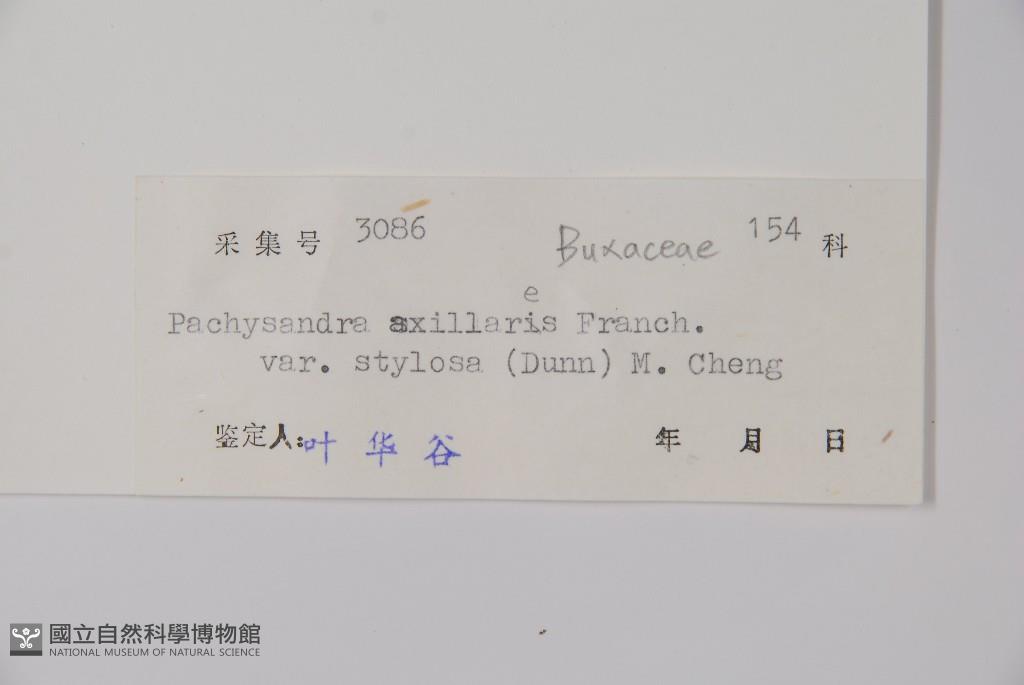 采集号 3086 Buxaceae 154 科
e
Pachysandra axillaris Franch.
var. stylosa (Dunn) M. Cheng
鉴定人: 叶华谷 年 月 日
國立自然科學博物館
NATIONAL MUSEUM OF NATURAL SCIENCE